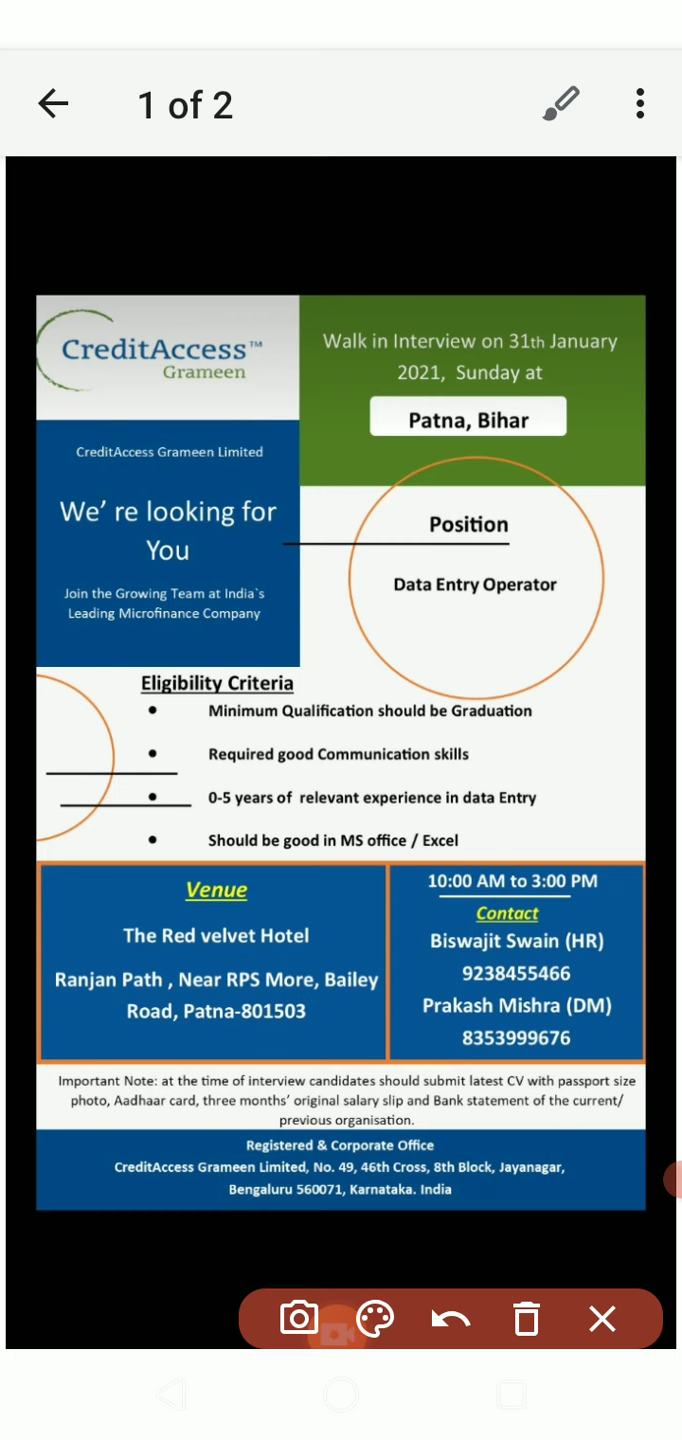 1 of 2
CreditAccess™
Grameen
Walk in Interview on 31th January
2021, Sunday at
Patna, Bihar
CreditAccess Grameen Limited
We' re looking for
You
Join the Growing Team at India`s
Leading Microfinance Company
Position
Data Entry Operator
Eligibility Criteria
• Minimum Qualification should be Graduation
• Required good Communication skills
• 0-5 years of relevant experience in data Entry
• Should be good in MS office / Excel
Venue
The Red velvet Hotel
Ranjan Path , Near RPS More, Bailey
Road, Patna-801503
10:00 AM to 3:00 PM
Contact
Biswajit Swain (HR)
9238455466
Prakash Mishra (DM)
8353999676
Important Note: at the time of interview candidates should submit latest CV with passport size
photo, Aadhaar card, three months' original salary slip and Bank statement of the current/
previous organisation.
Registered & Corporate Office
CreditAccess Grameen Limited, No. 49, 46th Cross, 8th Block, Jayanagar,
Bengaluru 560071, Karnataka. India